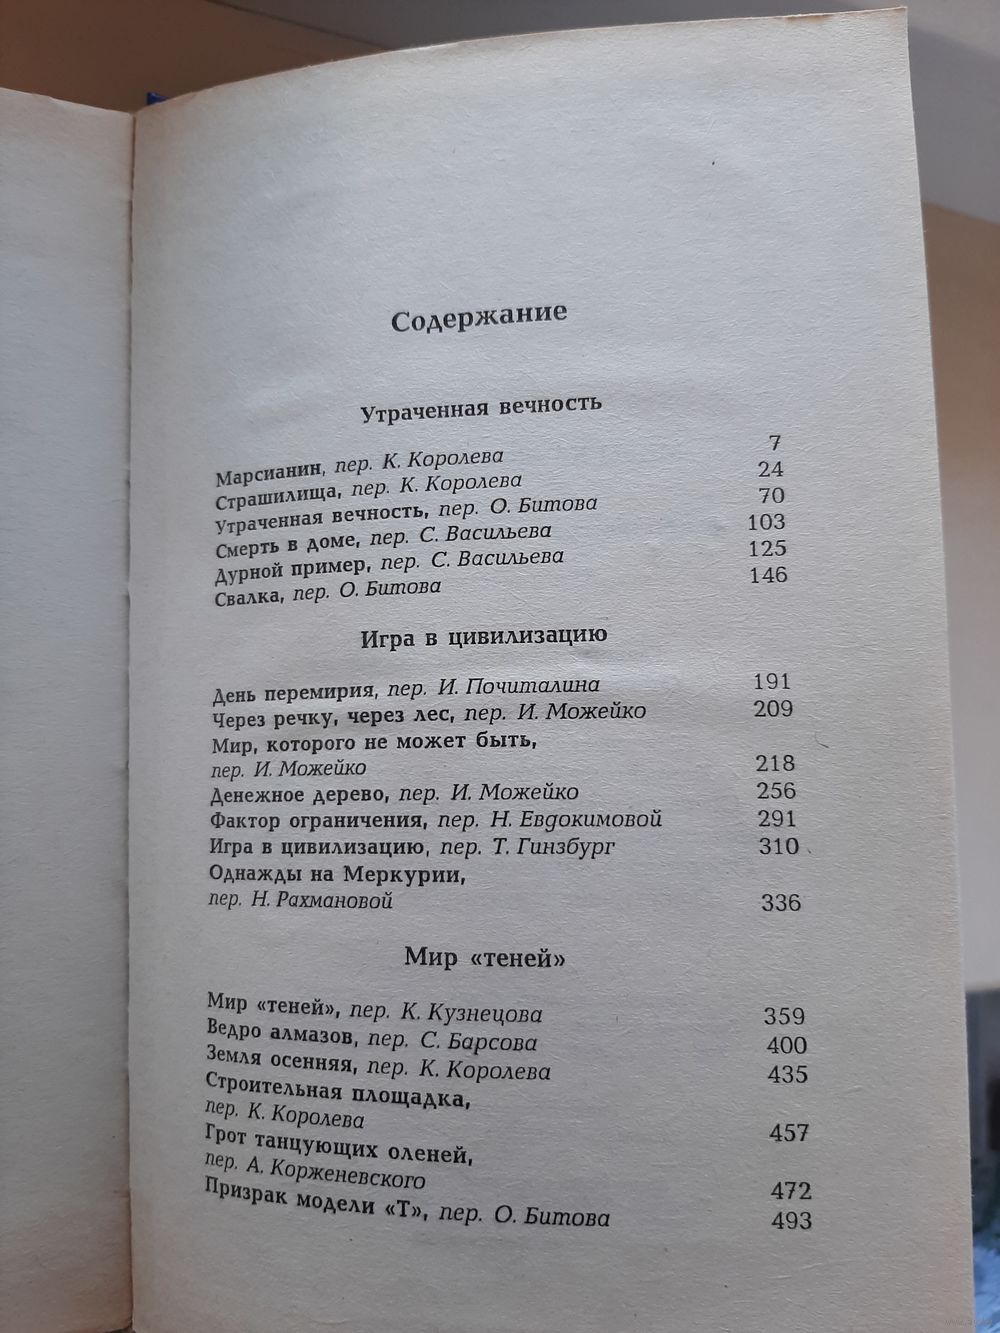 Содержание
Утраченная вечность
Марсианин, пер. К. Королева 7
Страшилища, пер. К. Королева 24
Утраченная вечность, пер. О. Битова 70
Смерть в доме, пер. С. Васильева 103
Дурной пример, пер. С. Васильева 125
Свалка, пер. О. Битова 146
Игра в цивилизацию
День перемирия, пер. И. Почиталина 191
Через речку, через лес, пер. И. Можейко 209
Мир, которого не может быть,
пер. И. Можейко 218
Денежное дерево, пер. И. Можейко 256
Фактор ограничения, пер. Н. Евдокимовой 291
Игра в цивилизацию, пер. Т. Гинзбург 310
Однажды на Меркурии,
пер. Н. Рахмановой 336
Мир «теней»
Мир «теней», пер. К. Кузнецова 359
Ведро алмазов, пер. С. Барсова 400
Земля осенняя, пер. К. Королева 435
Строительная площадка,
пер. К. Королева 457
Грот танцующих оленей,
пер. А. Корженевского 472
Призрак модели «Т», пер. О. Битова 493